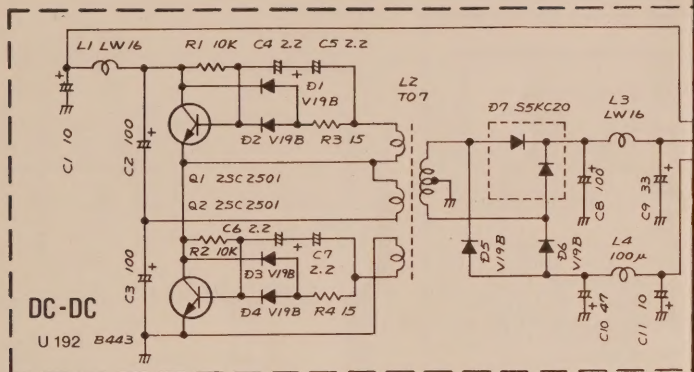 L1 LW16
R1 10K
C4 2.2
C5 2.2
L2
T07
D1
V19B
D2 V19B
R3 15
D7 S5KC20
L3
LW16
C1 10
C2 100
Q1 2SC2501
Q2 2SC2501
C8 100
C9 33
C6 2.2
R2 10K
C7
2.2
D3 V19B
D4 V19B
R4 15
D5
V19B
D6
V19B
L4
100μ
C3 100
C10 47
C11 10
DC-DC
U 192 B443
+
+
+
+
+
+
+
+
+